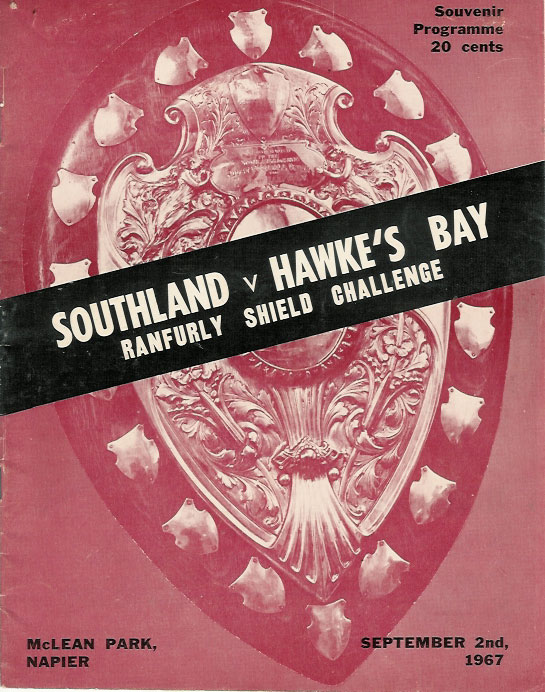 Souvenir
Programme
20 cents
SOUTHLAND v HAWKE'S BAY
RANFURLY SHIELD CHALLENGE
McLEAN PARK,
NAPIER
SEPTEMBER 2nd,
1967